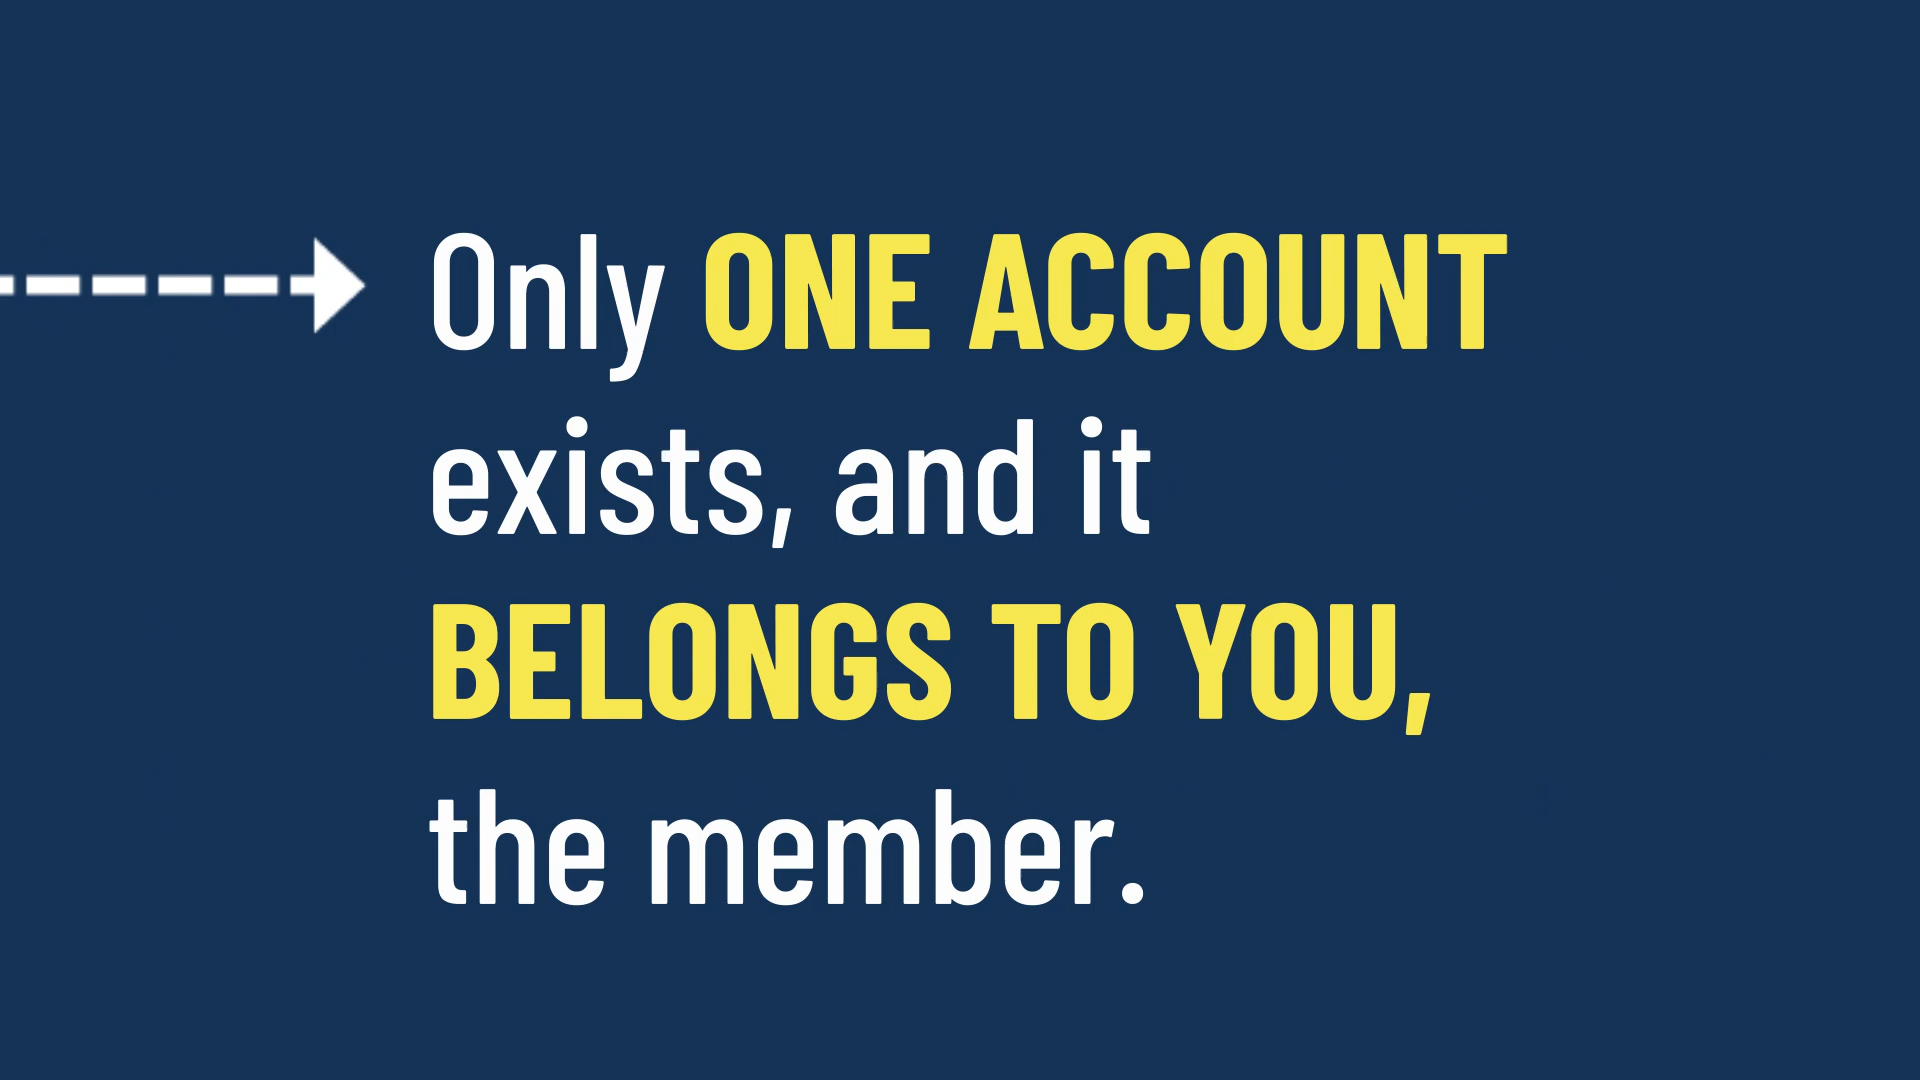 Only ONE ACCOUNT
exists, and it
BELONGS TO YOU,
the member.